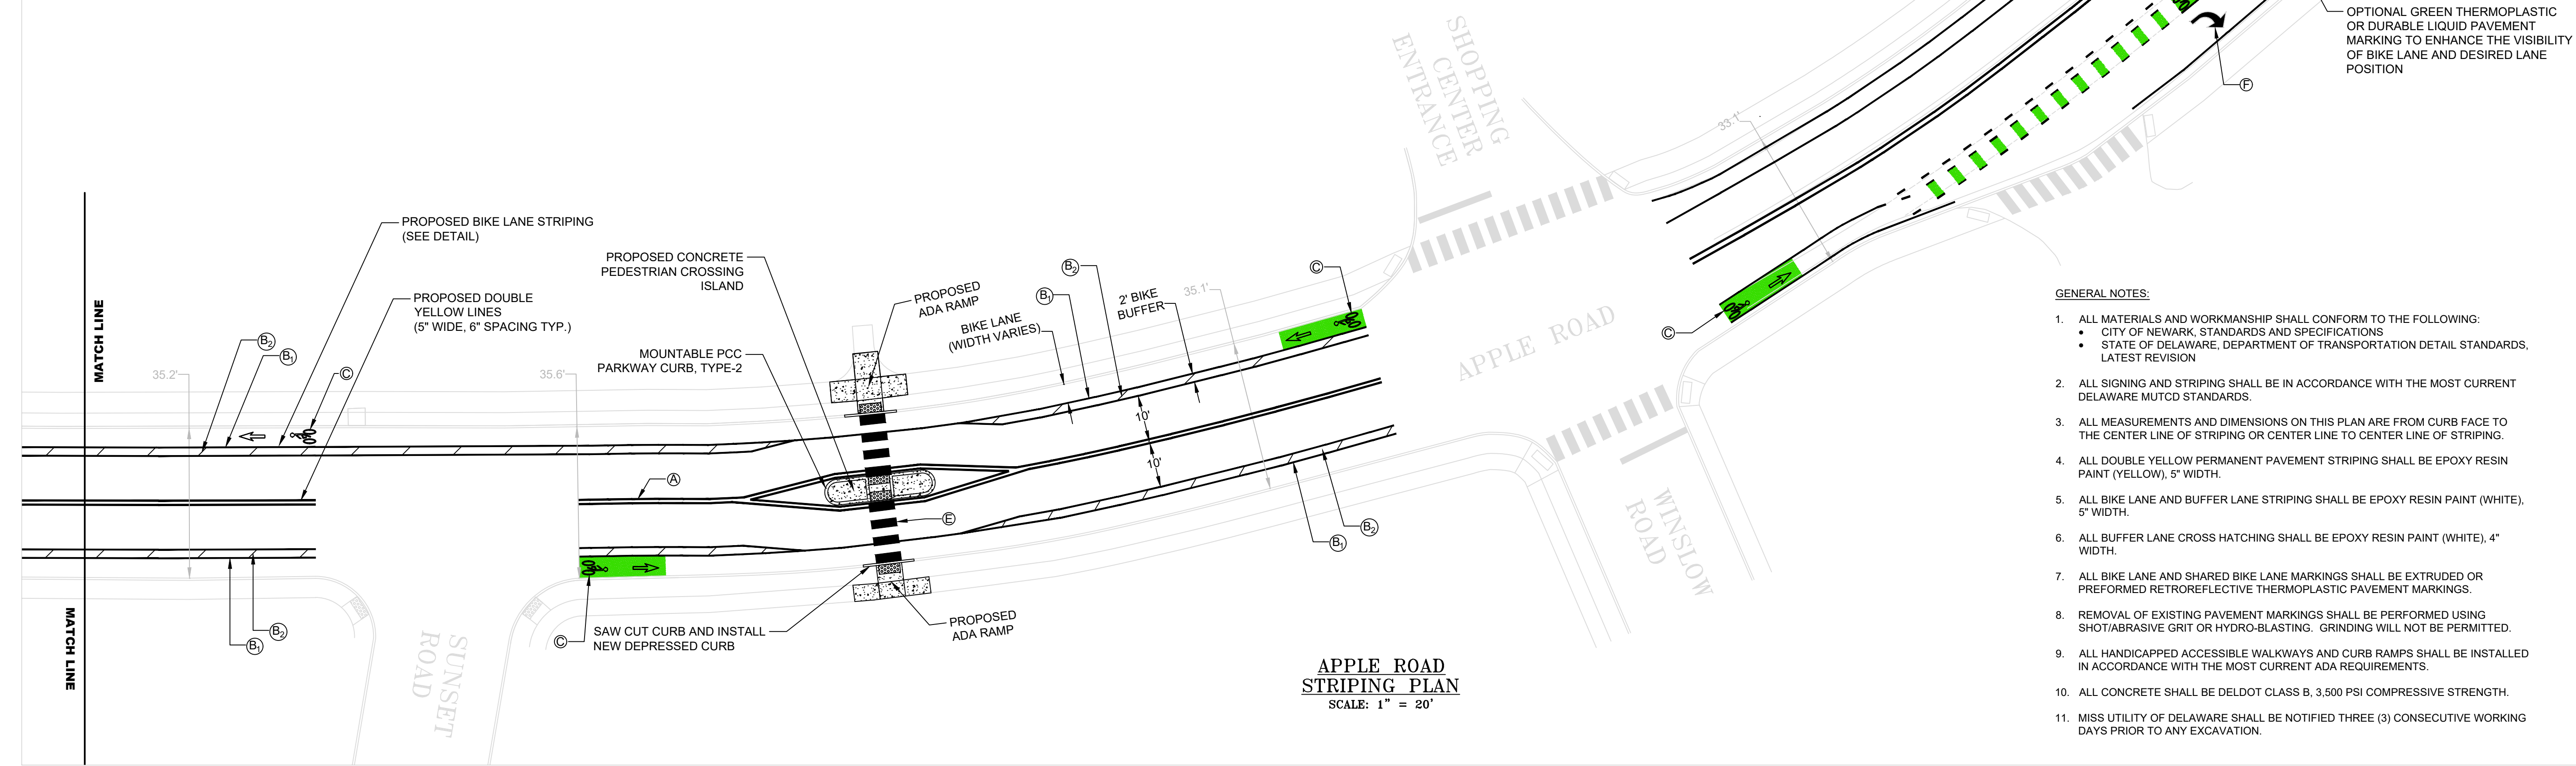 OPTIONAL GREEN THERMOPLASTIC
OR DURABLE LIQUID PAVEMENT
MARKING TO ENHANCE THE VISIBILITY
OF BIKE LANE AND DESIRED LANE
POSITION
F
SHOPPING
CENTER
ENTRANCE
33.1'
MATCH LINE
PROPOSED BIKE LANE STRIPING
(SEE DETAIL)
PROPOSED DOUBLE
YELLOW LINES
(5" WIDE, 6" SPACING TYP.)
B2
B1
C
35.2'
35.6'
PROPOSED CONCRETE
PEDESTRIAN CROSSING
ISLAND
MOUNTABLE PCC
PARKWAY CURB, TYPE-2
PROPOSED
ADA RAMP
BIKE LANE
(WIDTH VARIES)
B1
B2
2' BIKE
BUFFER
35.1'
C
C
APPLE ROAD
10'
10'
A
E
B1
B2
WINSLOW
ROAD
MATCH LINE
B1
B2
SUNSET
ROAD
C
SAW CUT CURB AND INSTALL
NEW DEPRESSED CURB
PROPOSED
ADA RAMP
APPLE ROAD
STRIPING PLAN
SCALE: 1" = 20'
GENERAL NOTES:
1. ALL MATERIALS AND WORKMANSHIP SHALL CONFORM TO THE FOLLOWING:
• CITY OF NEWARK, STANDARDS AND SPECIFICATIONS
• STATE OF DELAWARE, DEPARTMENT OF TRANSPORTATION DETAIL STANDARDS,
LATEST REVISION
2. ALL SIGNING AND STRIPING SHALL BE IN ACCORDANCE WITH THE MOST CURRENT
DELAWARE MUTCD STANDARDS.
3. ALL MEASUREMENTS AND DIMENSIONS ON THIS PLAN ARE FROM CURB FACE TO
THE CENTER LINE OF STRIPING OR CENTER LINE TO CENTER LINE OF STRIPING.
4. ALL DOUBLE YELLOW PERMANENT PAVEMENT STRIPING SHALL BE EPOXY RESIN
PAINT (YELLOW), 5" WIDTH.
5. ALL BIKE LANE AND BUFFER LANE STRIPING SHALL BE EPOXY RESIN PAINT (WHITE),
5" WIDTH.
6. ALL BUFFER LANE CROSS HATCHING SHALL BE EPOXY RESIN PAINT (WHITE), 4"
WIDTH.
7. ALL BIKE LANE AND SHARED BIKE LANE MARKINGS SHALL BE EXTRUDED OR
PREFORMED RETROREFLECTIVE THERMOPLASTIC PAVEMENT MARKINGS.
8. REMOVAL OF EXISTING PAVEMENT MARKINGS SHALL BE PERFORMED USING
SHOT/ABRASIVE GRIT OR HYDRO-BLASTING. GRINDING WILL NOT BE PERMITTED.
9. ALL HANDICAPPED ACCESSIBLE WALKWAYS AND CURB RAMPS SHALL BE INSTALLED
IN ACCORDANCE WITH THE MOST CURRENT ADA REQUIREMENTS.
10. ALL CONCRETE SHALL BE DELDOT CLASS B, 3,500 PSI COMPRESSIVE STRENGTH.
11. MISS UTILITY OF DELAWARE SHALL BE NOTIFIED THREE (3) CONSECUTIVE WORKING
DAYS PRIOR TO ANY EXCAVATION.